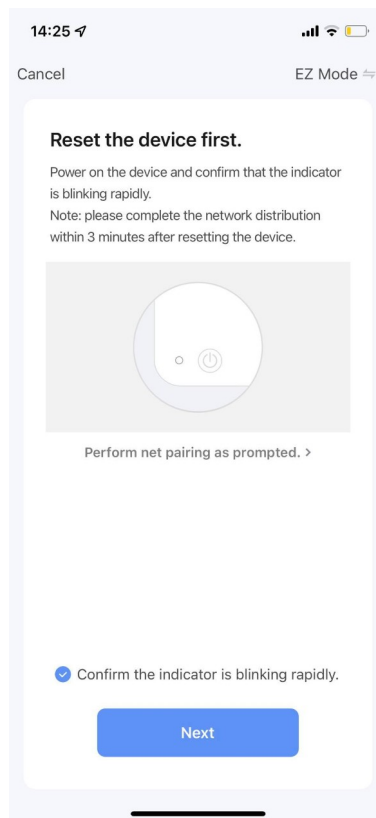 14:25
Cancel
EZ Mode
Reset the device first.
Power on the device and confirm that the indicator
is blinking rapidly.
Note: please complete the network distribution
within 3 minutes after resetting the device.
Perform net pairing as prompted. >
Confirm the indicator is blinking rapidly.
Next